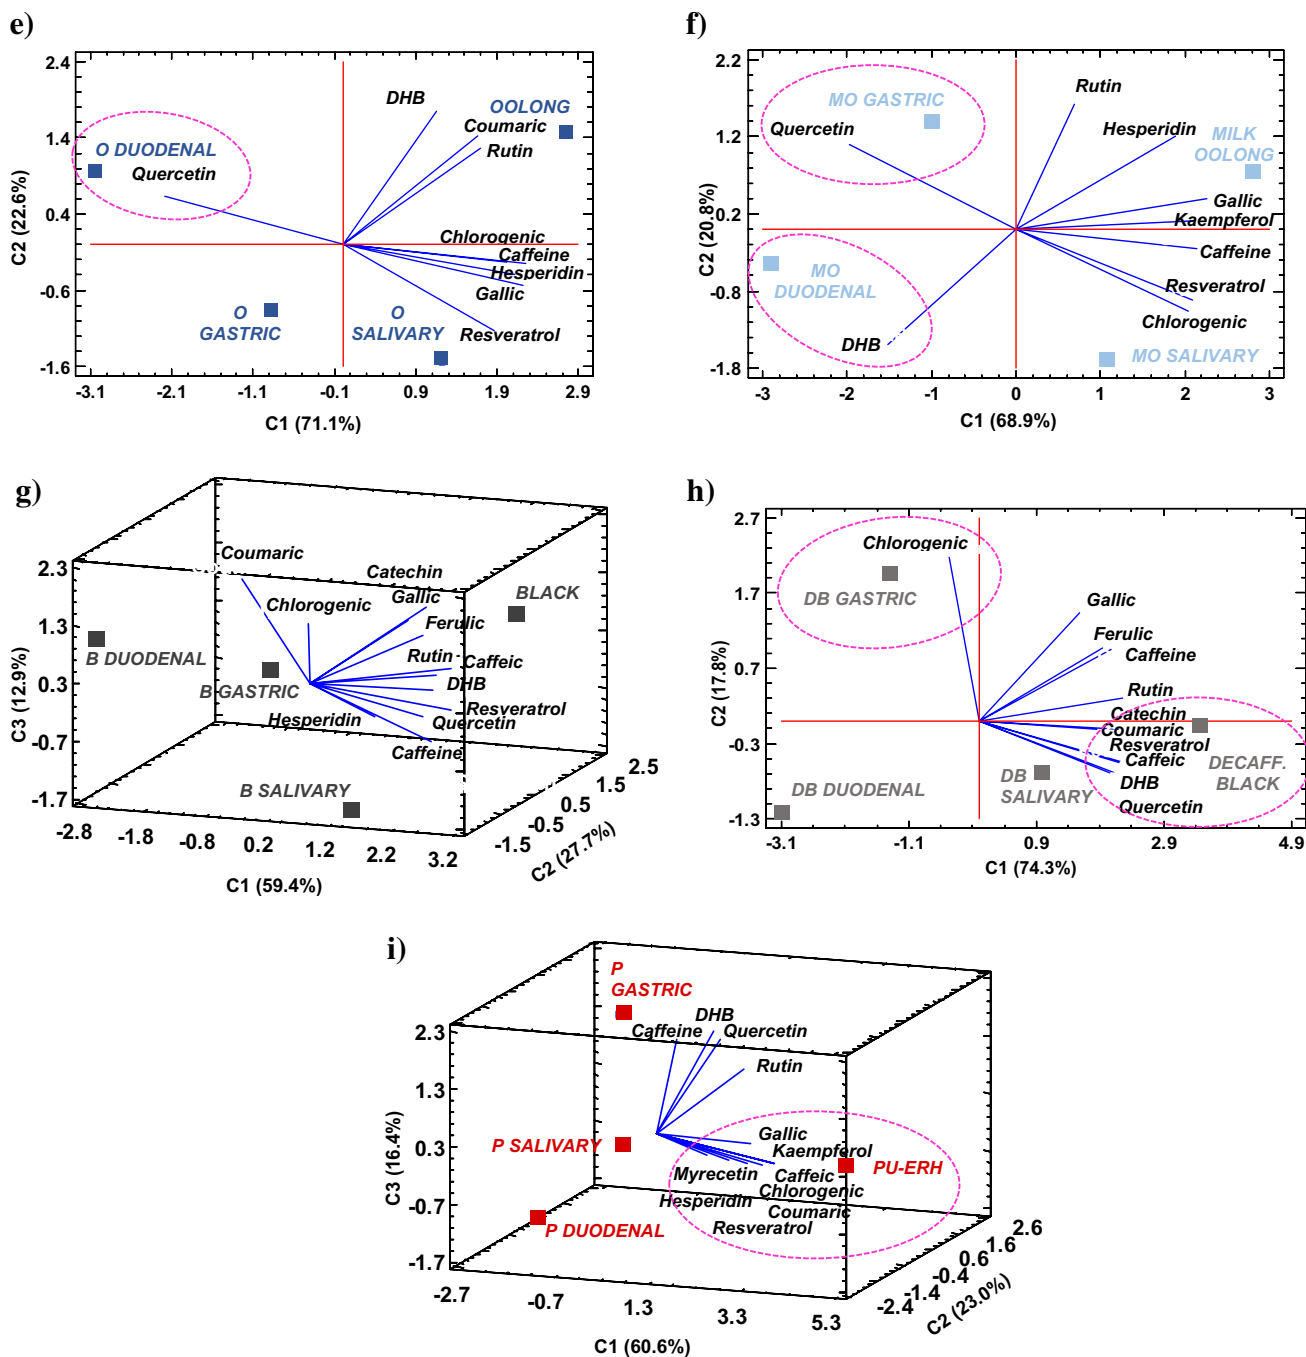 e)
2.4
1.4
0.4
-0.6
-1.6
C2 (22.6%)
DHB
OOLONG
Coumaric
Rutin
O DUODENAL
Quercetin
Chlorogenic
Caffeine
Hesperidin
Gallic
O
GASTRIC
O
SALIVARY
Resveratrol
-3.1
-2.1
-1.1
-0.1
0.9
1.9
2.9
C1 (71.1%)
f)
2.2
1.2
0.2
-0.8
-1.8
C2 (20.8%)
MO GASTRIC
Quercetin
Rutin
Hesperidin
MILK
OOLONG
Gallic
Kaempferol
Caffeine
MO
DUODENAL
Resveratrol
Chlorogenic
DHB
MO SALIVARY
-3
-2
-1
0
1
2
3
C1 (68.9%)
g)
2.3
1.3
0.3
-0.7
-1.7
C3 (12.9%)
Coumaric
Catechin
Chlorogenic
Gallic
BLACK
Ferulic
B DUODENAL
Rutin
Caffeic
B-GASTRIC
DHB
Resveratrol
Hesperidin
Quercetin
Caffeine
B SALIVARY
-2.8
-1.8
-0.8
0.2
1.2
2.2
3.2
C1 (59.4%)
-1.5
-0.5
0.5
1.5
2.5
C2 (27.7%)
h)
2.7
1.7
0.7
-0.3
-1.3
C2 (17.8%)
Chlorogenic
DB GASTRIC
Gallic
Ferulic
Caffeine
Rutin
Catechin
Coumaric
Resveratrol
Caffeic
DHB
Quercetin
DB
SALIVARY
DECAFF.
BLACK
DB DUODENAL
-3.1
-1.1
0.9
2.9
4.9
C1 (74.3%)
i)
2.3
1.3
0.3
-0.7
-1.7
C3 (16.4%)
P
GASTRIC
DHB
Caffeine
Quercetin
Rutin
Gallic
P SALIVARY
Kaempferol
Myrecetin
Caffeic
PU-ERH
Chlorogenic
Hesperidin
Coumaric
Resveratrol
P DUODENAL
-2.7
-0.7
1.3
3.3
5.3
C1 (60.6%)
-2.4
-1.4
-0.4
0.6
1.6
2.6
C2 (23.0%)